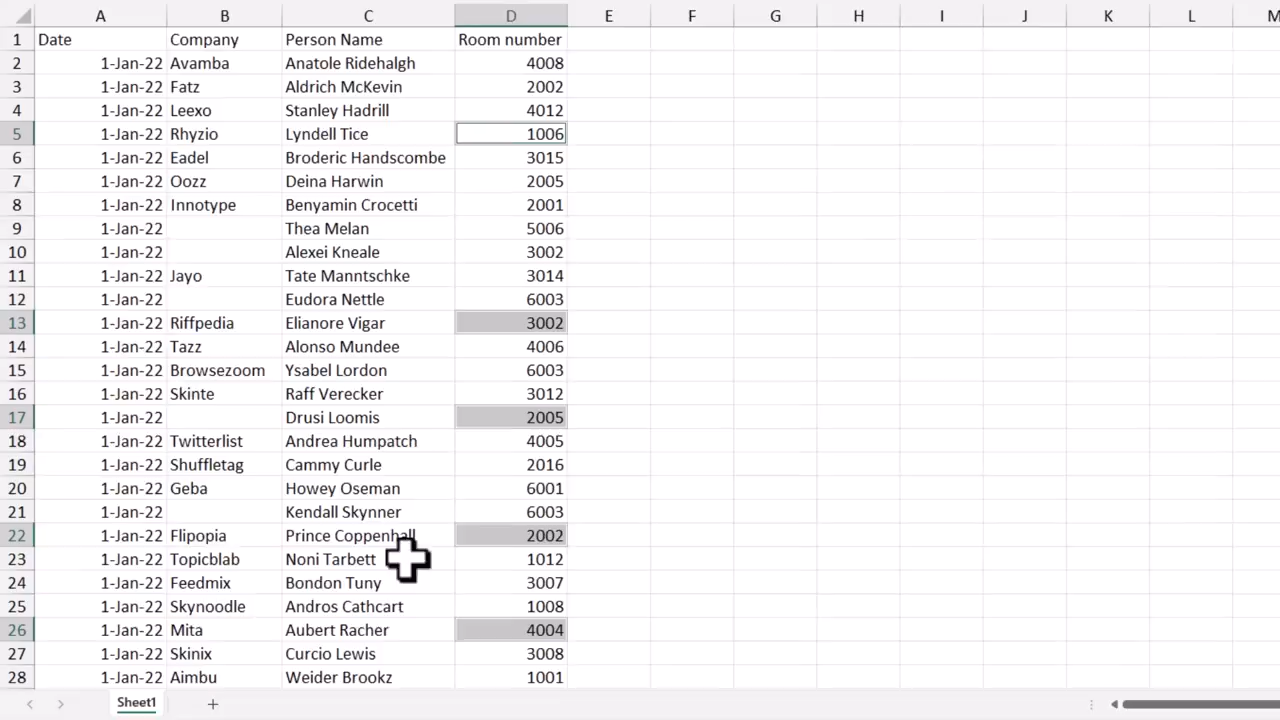 A B C D E F G H I J K L M
1 Date Company Person Name Room number
2 1-Jan-22 Avamba Anatole Ridehalgh 4008
3 1-Jan-22 Fatz Aldrich McKevin 2002
4 1-Jan-22 Leexo Stanley Hadrill 4012
5 1-Jan-22 Rhyzio Lyndell Tice 1006
6 1-Jan-22 Eadel Broderic Handscombe 3015
7 1-Jan-22 Oozz Deina Harwin 2005
8 1-Jan-22 Innotype Benyamin Crocetti 2001
9 1-Jan-22 Thea Melan 5006
10 1-Jan-22 Alexei Kneale 3002
11 1-Jan-22 Jayo Tate Manntschke 3014
12 1-Jan-22 Eudora Nettle 6003
13 1-Jan-22 Riffpedia Elianore Vigar 3002
14 1-Jan-22 Tazz Alonso Mundee 4006
15 1-Jan-22 Browsezoom Ysabel Lordon 6003
16 1-Jan-22 Skinte Raff Verecker 3012
17 1-Jan-22 Drusi Loomis 2005
18 1-Jan-22 Twitterlist Andrea Humpatch 4005
19 1-Jan-22 Shuffletag Cammy Curle 2016
20 1-Jan-22 Geba Howey Oseman 6001
21 1-Jan-22 Kendall Skynner 6003
22 1-Jan-22 Flipopia Prince Coppenhall 2002
23 1-Jan-22 Topicblab Noni Tarbett 1012
24 1-Jan-22 Feedmix Bondon Tuny 3007
25 1-Jan-22 Skynoodle Andros Cathcart 1008
26 1-Jan-22 Mita Aubert Racher 4004
27 1-Jan-22 Skinix Curcio Lewis 3008
28 1-Jan-22 Aimbu Weider Brookz 1001
Sheet1